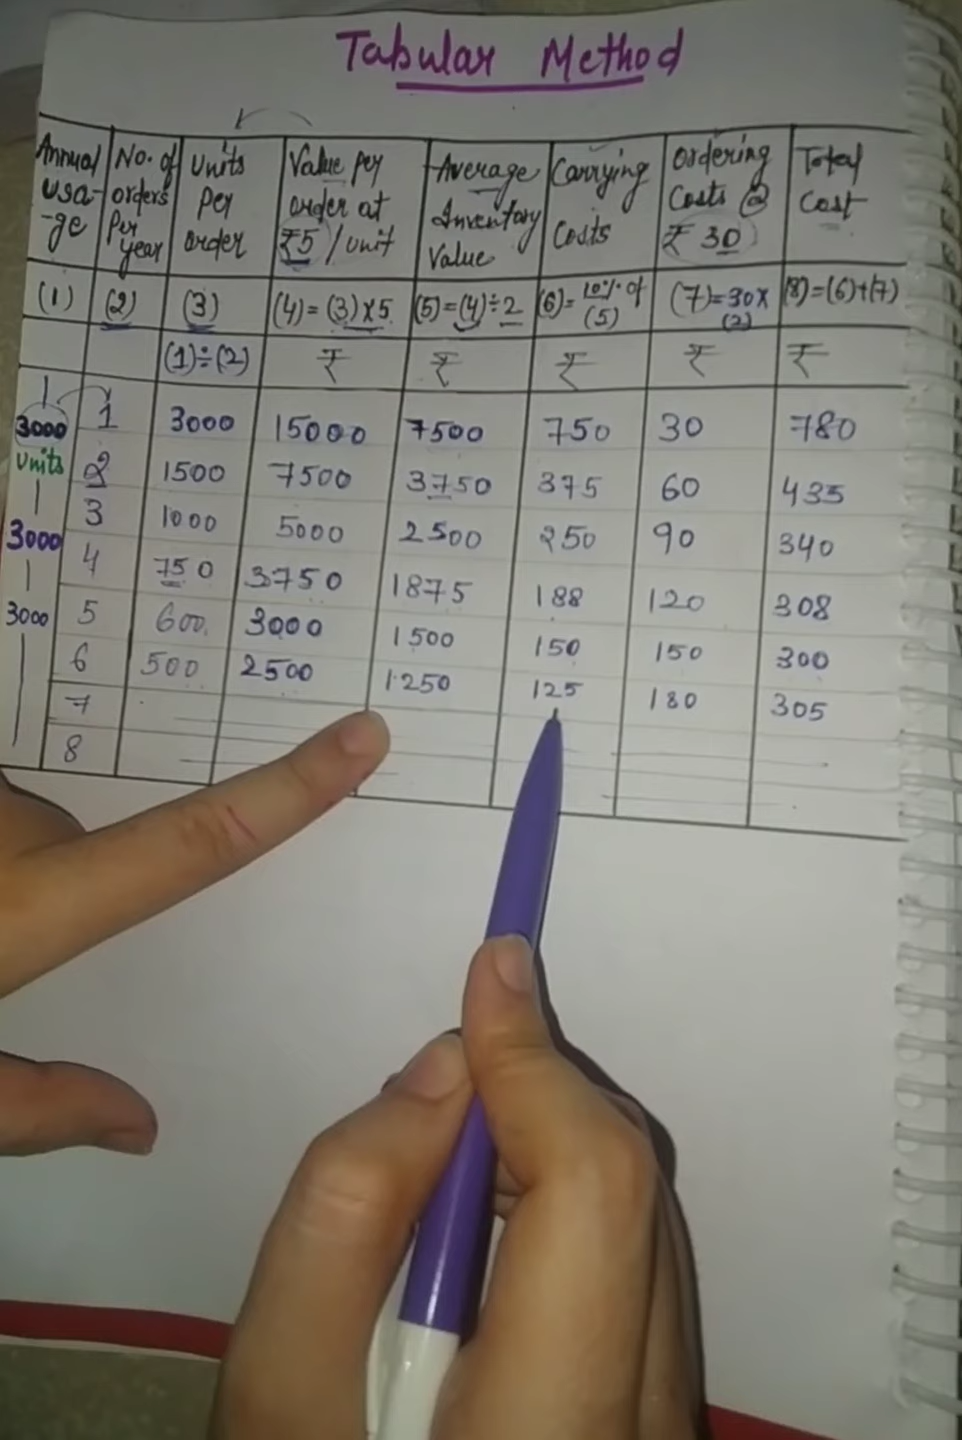 Tabular Method
Annual Usa-ge | No. of orders Per year | Units Per order | Value per order at ₹5/unit | Average Inventory Value | Carrying Costs | Ordering Costs @ ₹ 30 | Total Cost
(1) | (2) | (3) | (4)=(3)×5 | (5)=(4)÷2 | (6)=10% of (5) | (7)=30×(2) | (8)=(6)+(7)
(1)÷(2) | ₹ | ₹ | ₹ | ₹ | ₹
3000 units | 1 | 3000 | 15000 | 7500 | 750 | 30 | 780
2 | 1500 | 7500 | 3750 | 375 | 60 | 435
3000 | 3 | 1000 | 5000 | 2500 | 250 | 90 | 340
4 | 750 | 3750 | 1875 | 188 | 120 | 308
3000 | 5 | 600 | 3000 | 1500 | 150 | 150 | 300
6 | 500 | 2500 | 1250 | 125 | 180 | 305
7
8